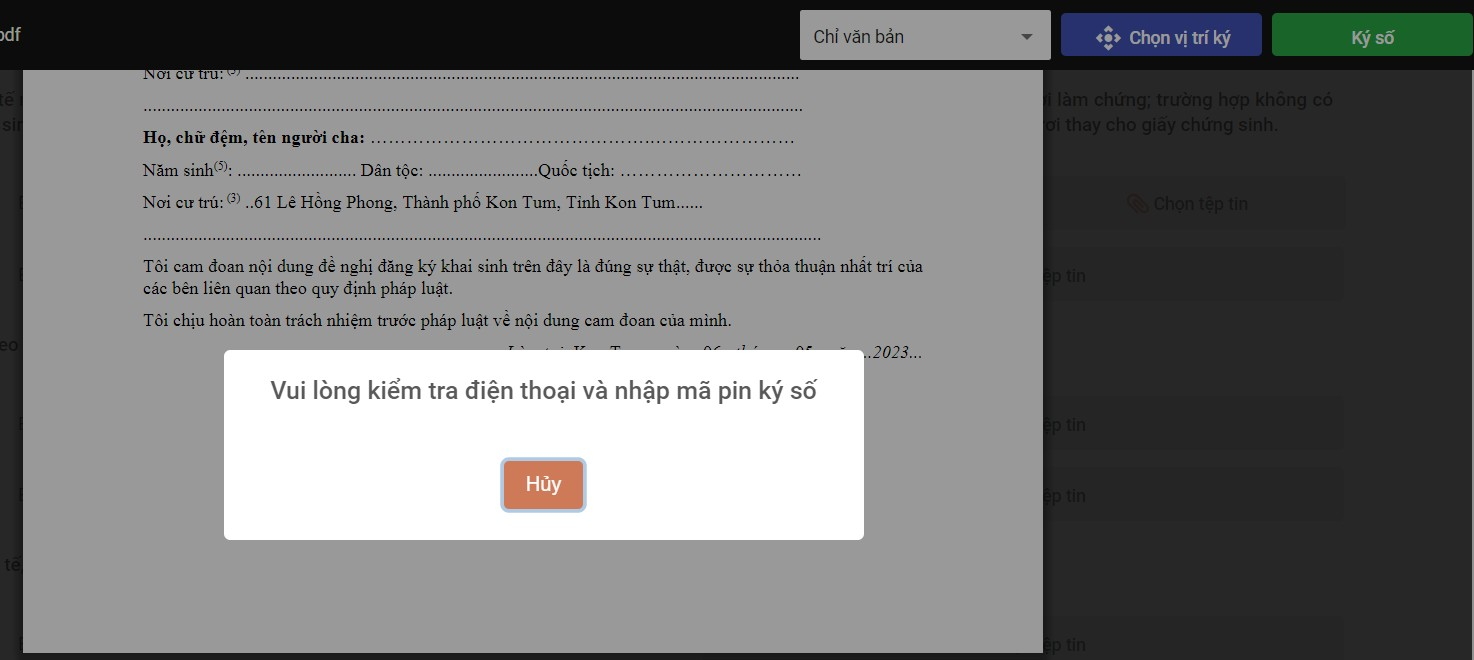 pdf
Chỉ văn bản
Chọn vị trí ký
Ký số
Nơi cư trú: (3) ........................................................................................................................
................................................................................................................................................
Họ, chữ đệm, tên người cha: ………………………………………………………………
Năm sinh(5): .......................... Dân tộc: ........................Quốc tịch: …………………………
Nơi cư trú: (3) ..61 Lê Hồng Phong, Thành phố Kon Tum, Tỉnh Kon Tum......
....................................................................................................................................................
Tôi cam đoan nội dung đề nghị đăng ký khai sinh trên đây là đúng sự thật, được sự thỏa thuận nhất trí của
các bên liên quan theo quy định pháp luật.
Tôi chịu hoàn toàn trách nhiệm trước pháp luật về nội dung cam đoan của mình.
...2023...
làm chứng; trường hợp không có
thay cho giấy chứng sinh.
Chọn tệp tin
tệp tin
tệp tin
tệp tin
tệp tin
Vui lòng kiểm tra điện thoại và nhập mã pin ký số
Hủy